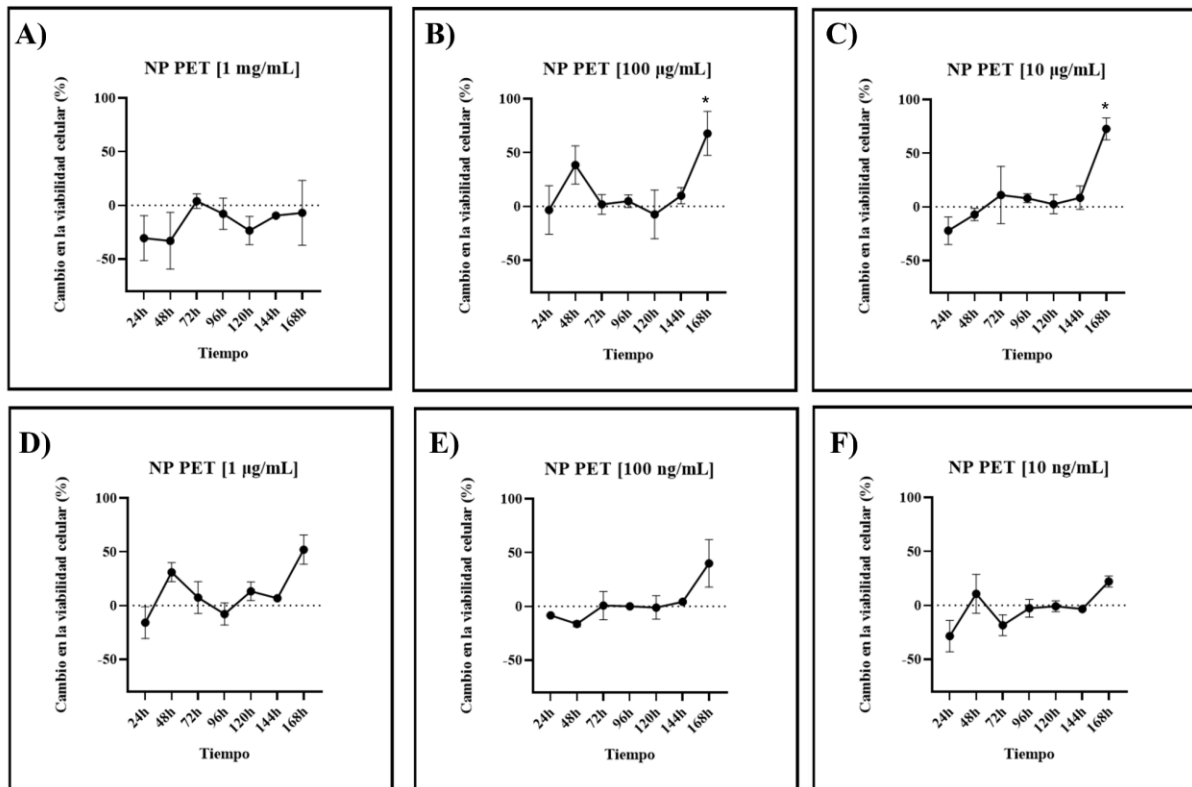 A)
NP PET [1 mg/mL]
Cambio en la viabilidad celular (%)
100
50
0
-50
24h
48h
72h
96h
120h
144h
168h
Tiempo
B)
NP PET [100 µg/mL]
Cambio en la viabilidad celular (%)
100
50
0
-50
*
24h
48h
72h
96h
120h
144h
168h
Tiempo
C)
NP PET [10 µg/mL]
Cambio en la viabilidad celular (%)
100
50
0
-50
*
24h
48h
72h
96h
120h
144h
168h
Tiempo
D)
NP PET [1 µg/mL]
Cambio en la viabilidad celular (%)
100
50
0
-50
24h
48h
72h
96h
120h
144h
168h
Tiempo
E)
NP PET [100 ng/mL]
Cambio en la viabilidad celular (%)
100
50
0
-50
24h
48h
72h
96h
120h
144h
168h
Tiempo
F)
NP PET [10 ng/mL]
Cambio en la viabilidad celular (%)
100
50
0
-50
24h
48h
72h
96h
120h
144h
168h
Tiempo